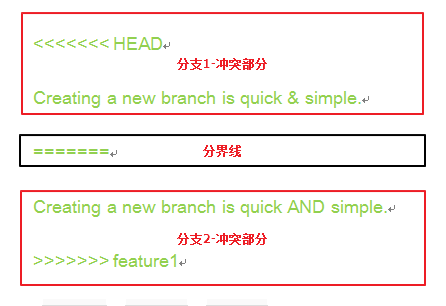 <<<<<<< HEAD
分支1-冲突部分
Creating a new branch is quick & simple.
======= 分界线
Creating a new branch is quick AND simple.
分支2-冲突部分
>>>>>>> feature1